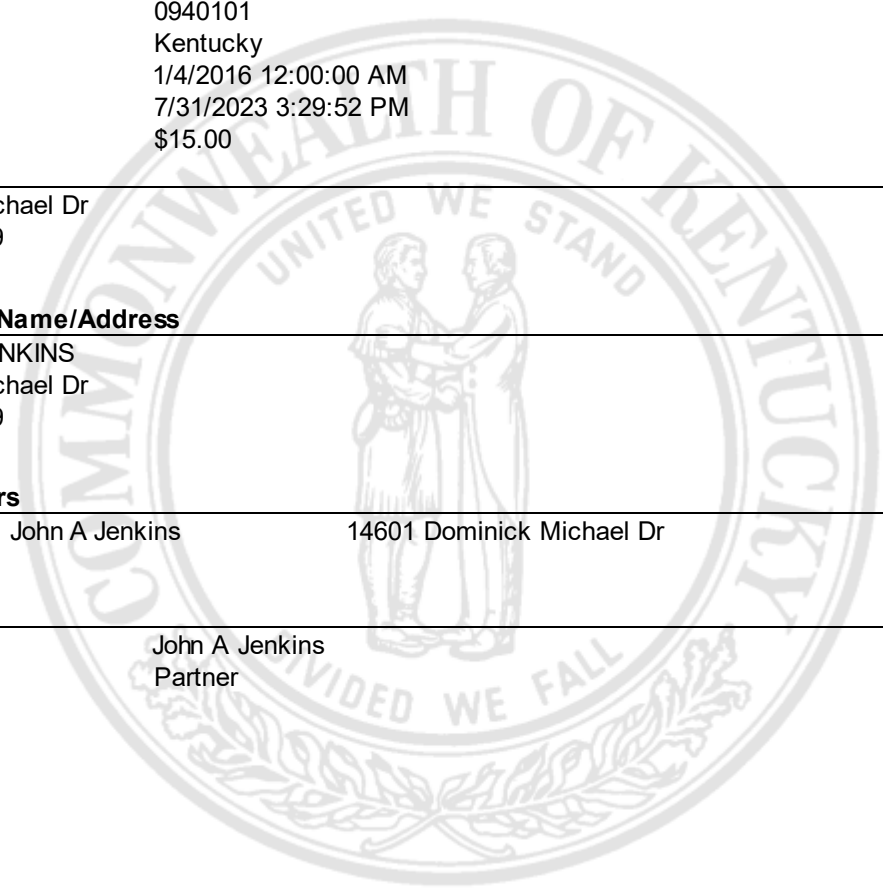 0940101
Kentucky
1/4/2016 12:00:00 AM
7/31/2023 3:29:52 PM
$15.00
chael Dr
9
Name/Address
NKINS
chael Dr
9
rs
John A Jenkins 14601 Dominick Michael Dr
John A Jenkins
Partner
COMMONWEALTH OF KENTUCKY
UNITED WE STAND
DIVIDED WE FALL